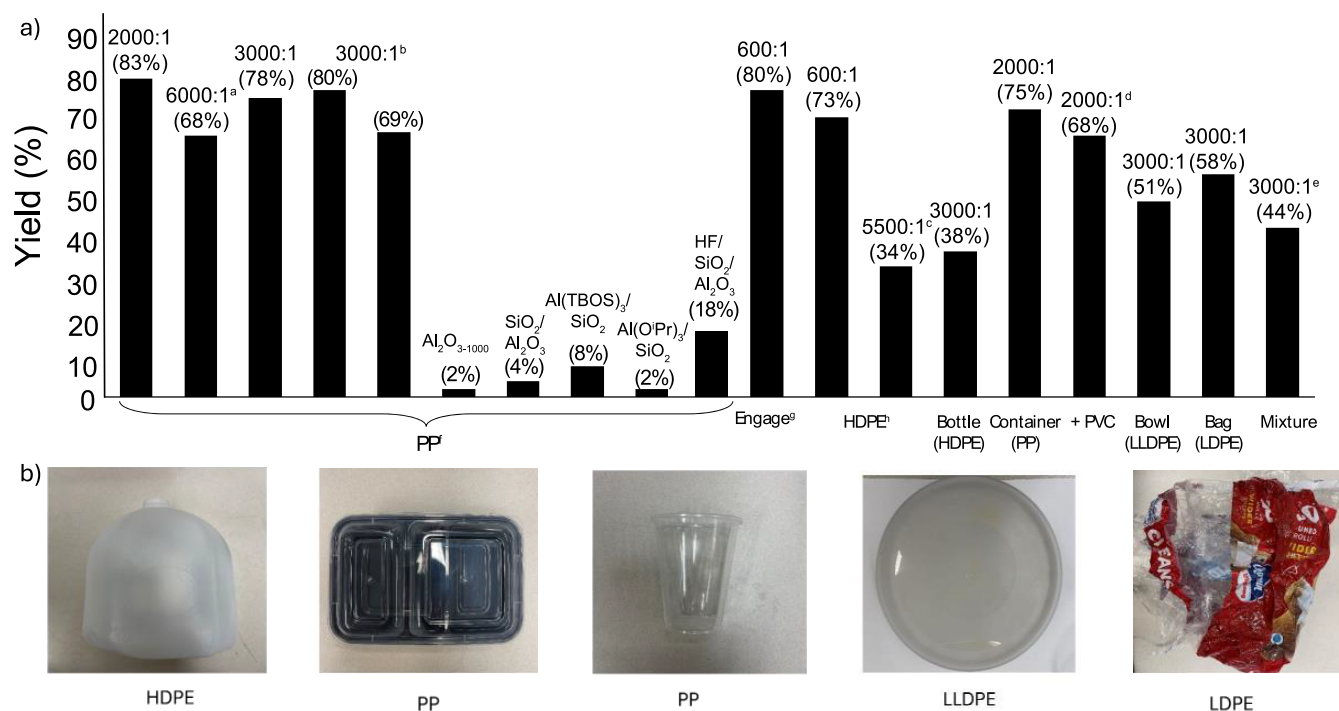 a)
Yield (%)
90
80
70
60
50
40
30
20
10
0
2000:1
(83%)
6000:1ᵃ
(68%)
3000:1
(78%)
3000:1ᵇ
(80%)
(69%)
Al₂O₃₋₁₀₀₀
(2%)
SiO₂/
Al₂O₃
(4%)
Al(TBOS)₃/
SiO₂
(8%)
Al(OⁱPr)₃/
SiO₂
(2%)
HF/
SiO₂/
Al₂O₃
(18%)
600:1
(80%)
600:1
(73%)
5500:1ᶜ
(34%)
3000:1
(38%)
2000:1
(75%)
2000:1ᵈ
(68%)
3000:1
(51%)
3000:1
(58%)
3000:1ᵉ
(44%)
PPᶠ
Engageᵍ
HDPEʰ
Bottle
(HDPE)
Container
(PP)
+ PVC
Bowl
(LLDPE)
Bag
(LDPE)
Mixture
b)
CLEANS
WIDER
HDPE
PP
PP
LLDPE
LDPE